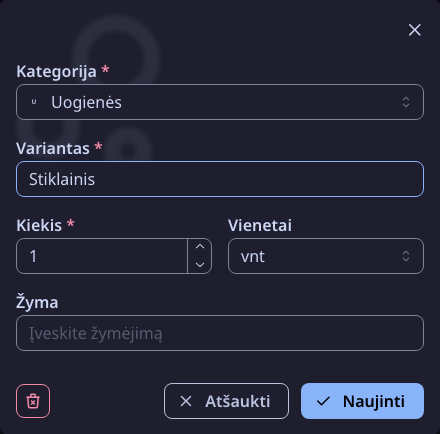 Kategorija *
U Uogienės
Variantas *
Stiklainis
Kiekis *
Vienetai
1
vnt
Žyma
Įveskite žymėjimą
Atšaukti
Naujinti